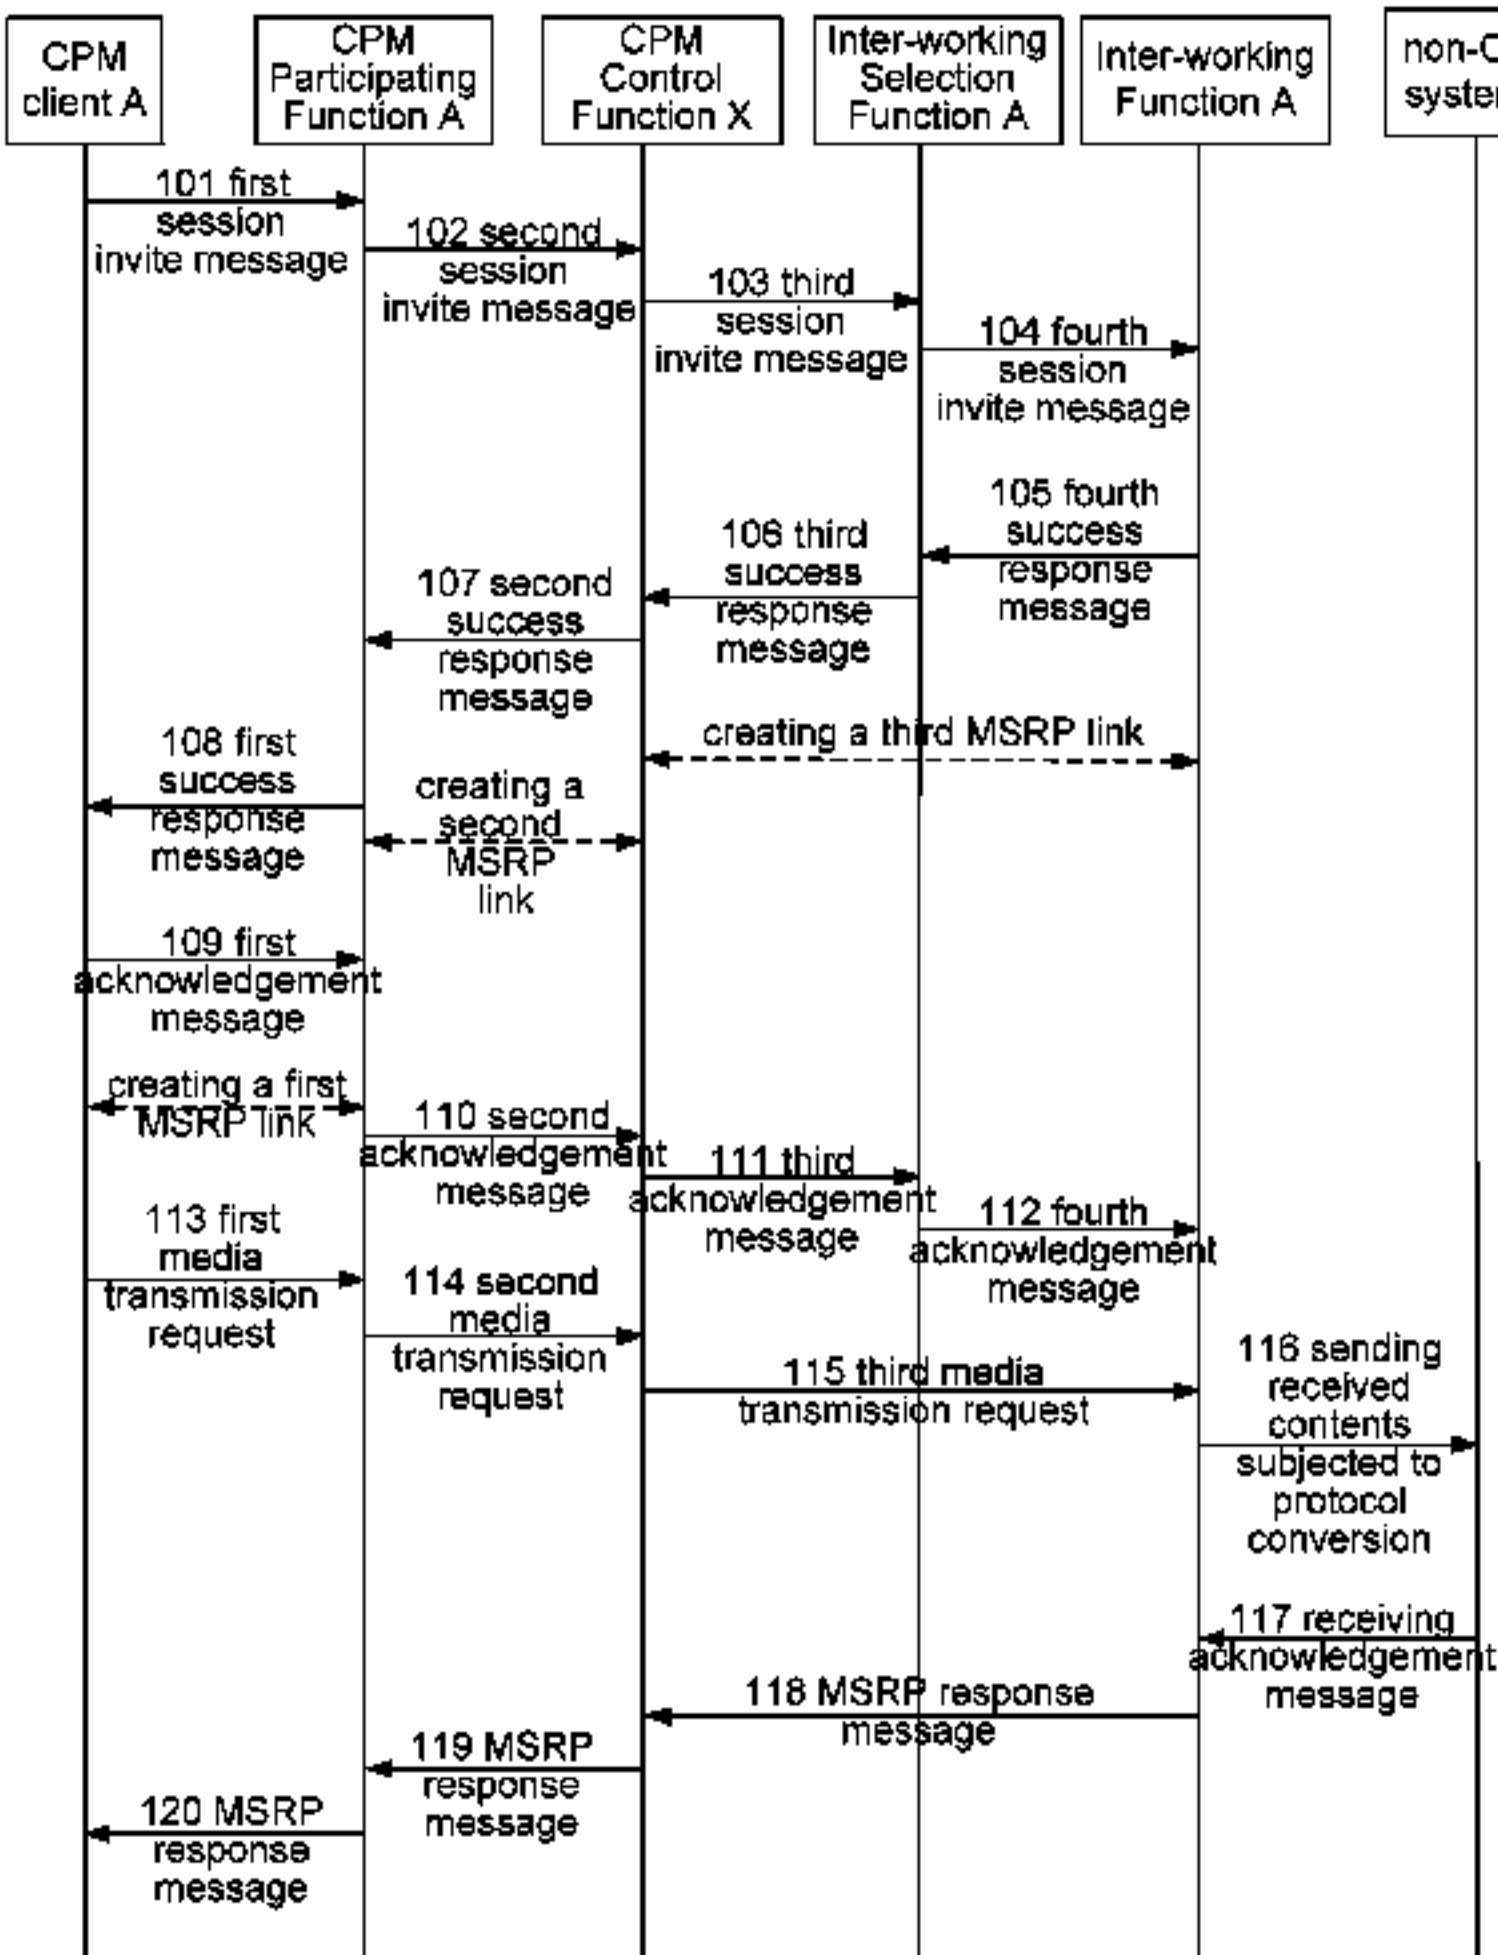 CPM
client A
CPM
Participating
Function A
CPM
Control
Function X
Inter-working
Selection
Function A
Inter-working
Function A
non-C
syste
101 first
session
invite message
102 second
session
invite message
103 third
session
invite message
104 fourth
session
invite message
105 fourth
success
response
message
106 third
success
response
message
107 second
success
response
message
creating a third MSRP link
108 first
success
response
message
creating a
second
MSRP
link
109 first
acknowledgement
message
creating a first
MSRP link
110 second
acknowledgement
message
111 third
acknowledgement
message
112 fourth
acknowledgement
message
113 first
media
transmission
request
114 second
media
transmission
request
115 third media
transmission request
116 sending
received
contents
subjected to
protocol
conversion
117 receiving
acknowledgement
message
118 MSRP response
message
119 MSRP
response
message
120 MSRP
response
message